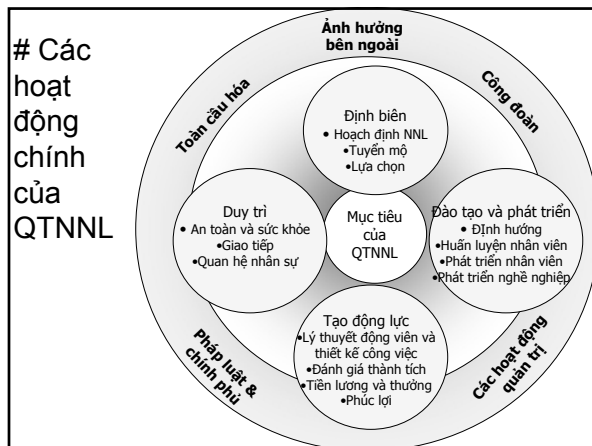 # Các
hoạt
động
chính
của
QTNNL
Ảnh hưởng
bên ngoài
Toàn cầu hóa
Công đoàn
Định biên
• Hoạch định NNL
•Tuyển mộ
•Lựa chọn
Duy trì
• An toàn và sức khỏe
•Giao tiếp
•Quan hệ nhân sự
Mục tiêu
của
QTNNL
Đào tạo và phát triển
• ĐỊnh hướng
•Huấn luyện nhân viên
•Phát triển nhân viên
•Phát triển nghề nghiệp
Tạo động lực
•Lý thuyết động viên và
thiết kế công việc
•Đánh giá thành tích
•Tiền lương và thưởng
•Phúc lợi
Pháp luật &
chính phủ
Các hoạt động
quản trị